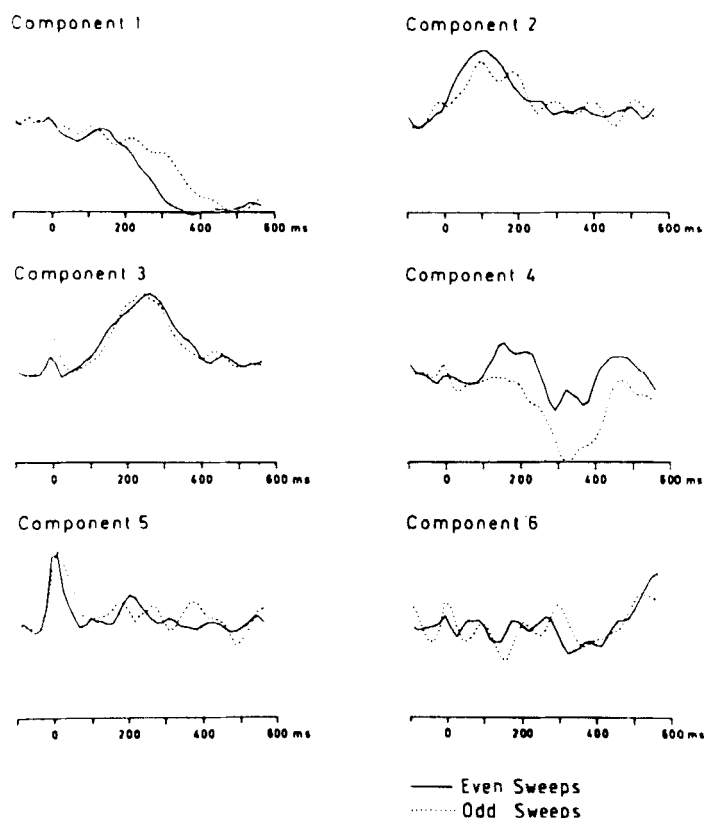 Component 1
Component 2
0 200 400 600 ms
0 200 400 600 ms
Component 3
Component 4
0 200 400 600 ms
0 200 400 600 ms
Component 5
Component 6
0 200 400 600 ms
0 200 400 600 ms
Even Sweeps
Odd Sweeps